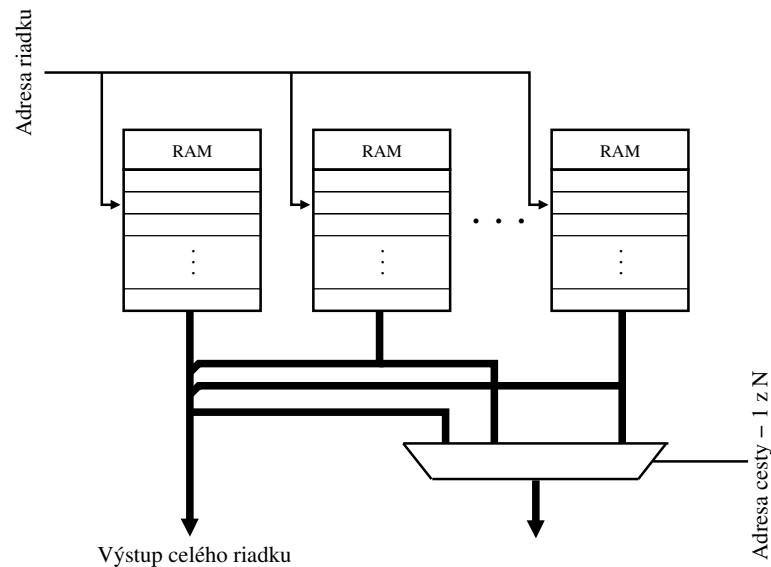 Adresa riadku
RAM
RAM
RAM
. . .
Adresa cesty – 1 z N
Výstup celého riadku